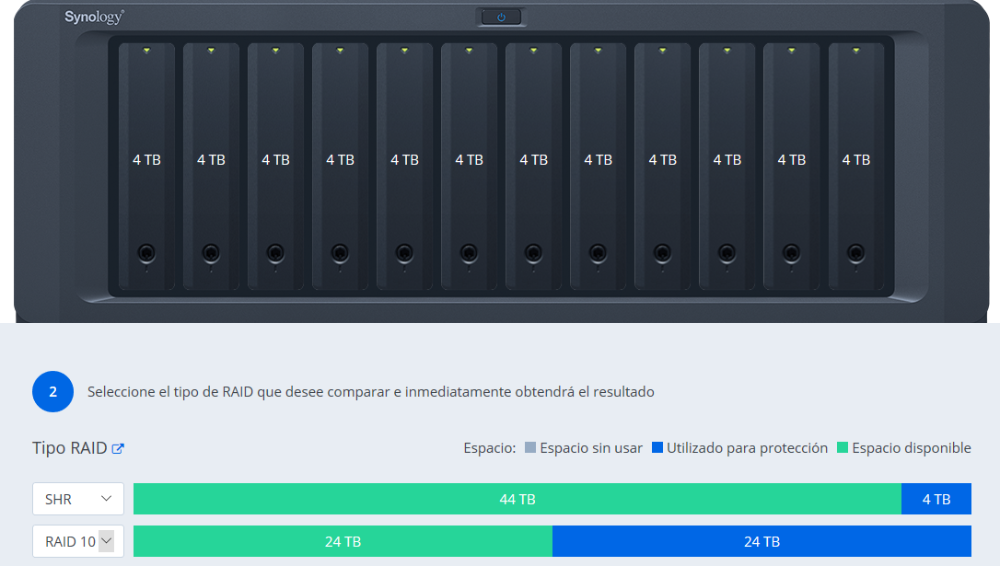 Synology®
4 TB 4 TB 4 TB 4 TB 4 TB 4 TB 4 TB 4 TB 4 TB 4 TB 4 TB 4 TB
2 Seleccione el tipo de RAID que desee comparar e inmediatamente obtendrá el resultado
Tipo RAID Espacio: Espacio sin usar Utilizado para protección Espacio disponible
SHR 44 TB 4 TB
RAID 10 24 TB 24 TB